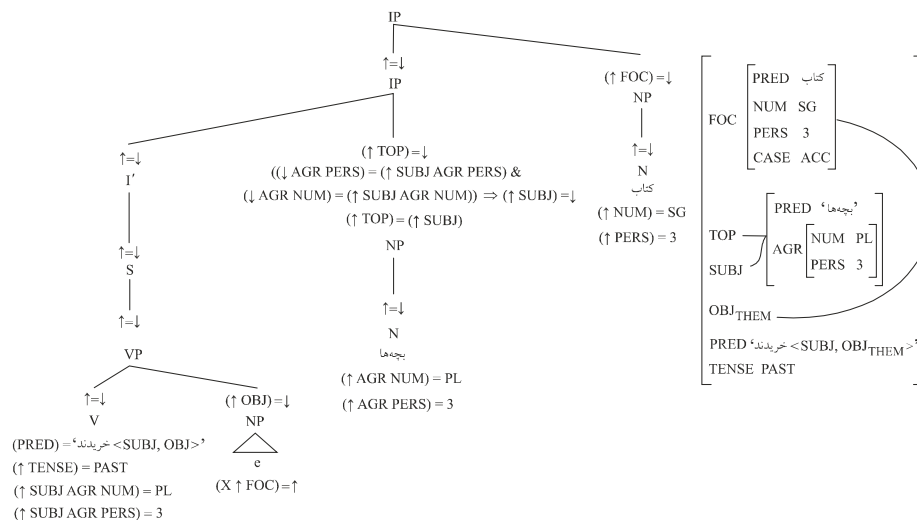 IP
↑=↓
IP
(↑ FOC)=↓
NP
↑=↓
N
کتاب
(↑ NUM) = SG
(↑ PERS) = 3
(↑ TOP)=↓
((↓ AGR PERS) = (↑ SUBJ AGR PERS) &
(↓ AGR NUM) = (↑ SUBJ AGR NUM)) ⇒ (↑ SUBJ) =↓
(↑ TOP) = (↑ SUBJ)
NP
↑=↓
N
بچه‌ها
(↑ AGR NUM) = PL
(↑ AGR PERS) = 3
↑=↓
I′
↑=↓
S
↑=↓
VP
↑=↓
V
(PRED) = ‘خریدند <SUBJ, OBJ>’
(↑ TENSE) = PAST
(↑ SUBJ AGR NUM) = PL
(↑ SUBJ AGR PERS) = 3
(↑ OBJ)=↓
NP
e
(X ↑ FOC) =↑
FOC
PRED کتاب
NUM SG
PERS 3
CASE ACC
TOP
SUBJ
PRED ‘بچه‌ها’
AGR
NUM PL
PERS 3
OBJTHEM
PRED ‘خریدند <SUBJ, OBJTHEM>’
TENSE PAST